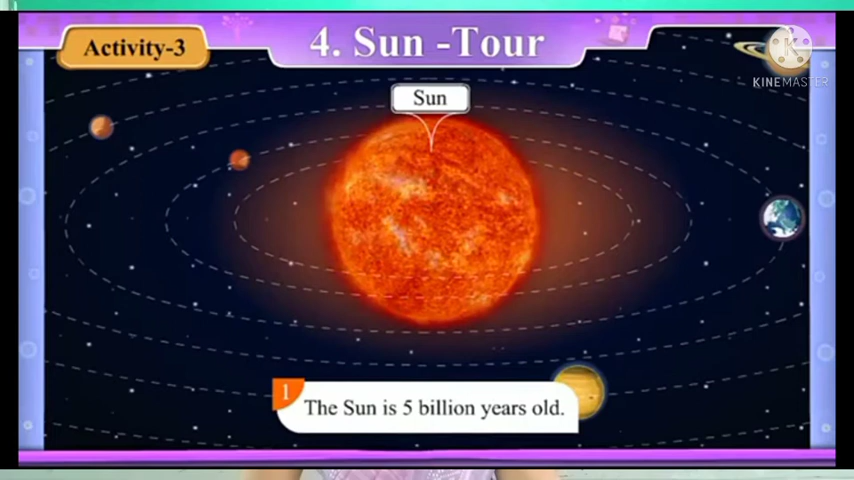 Activity-3
4. Sun -Tour
KINEMASTER
Sun
1
The Sun is 5 billion years old.